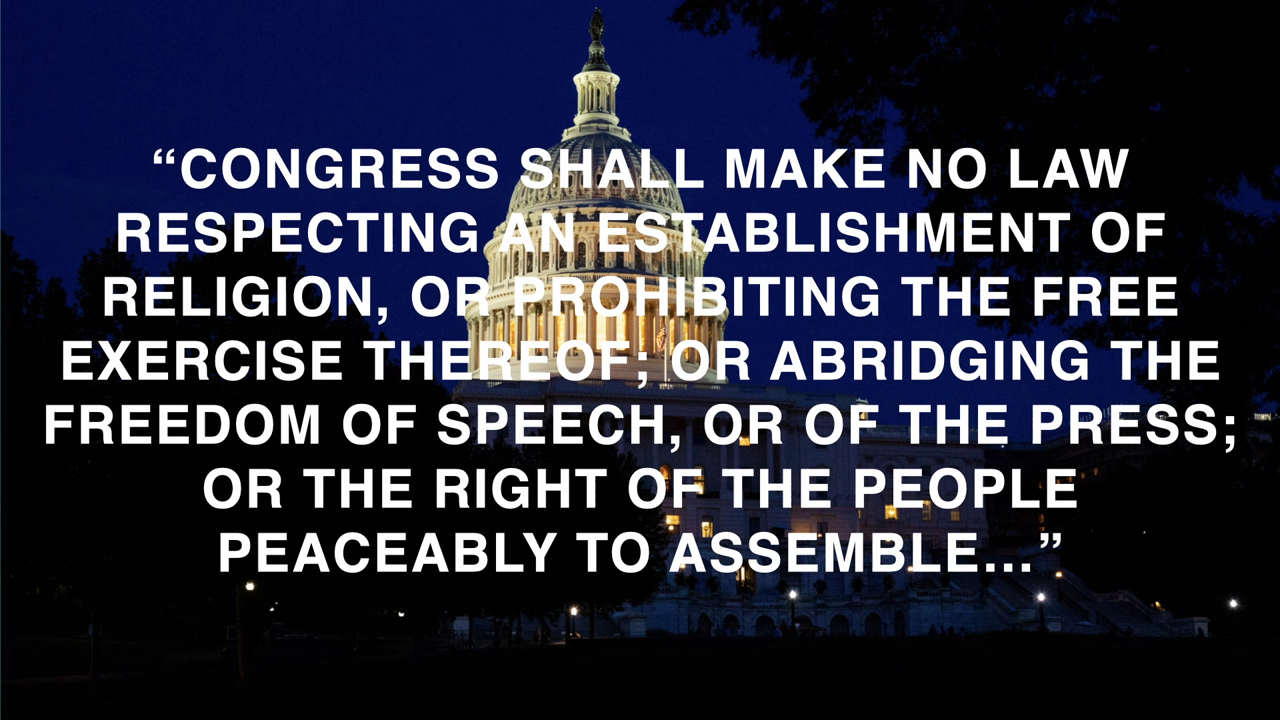 “CONGRESS SHALL MAKE NO LAW
RESPECTING AN ESTABLISHMENT OF
RELIGION, OR PROHIBITING THE FREE
EXERCISE THEREOF; OR ABRIDGING THE
FREEDOM OF SPEECH, OR OF THE PRESS;
OR THE RIGHT OF THE PEOPLE
PEACEABLY TO ASSEMBLE...”